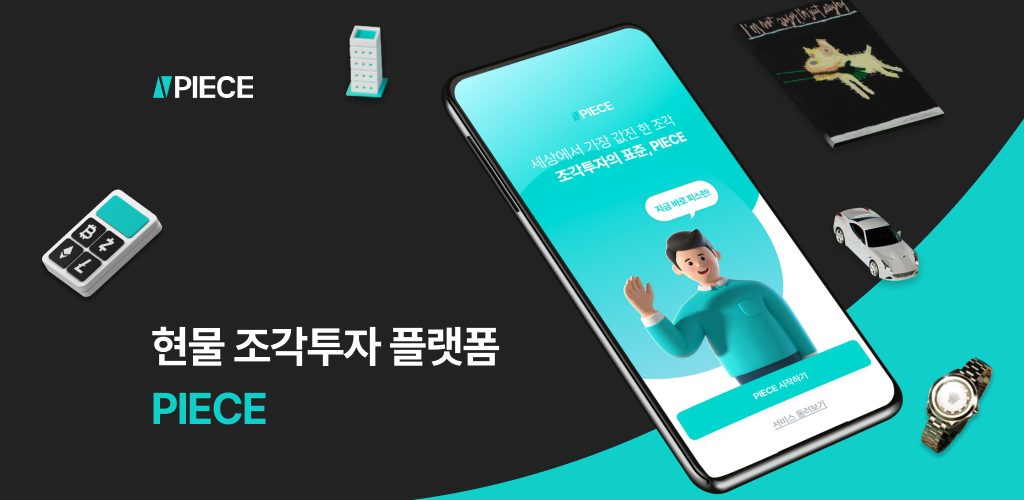 PIECE
현물 조각투자 플랫폼
PIECE
PIECE
세상에서 가장 값진 한 조각
조각투자의 표준, PIECE
지금 바로 피스런!
PIECE 시작하기
서비스 둘러보기